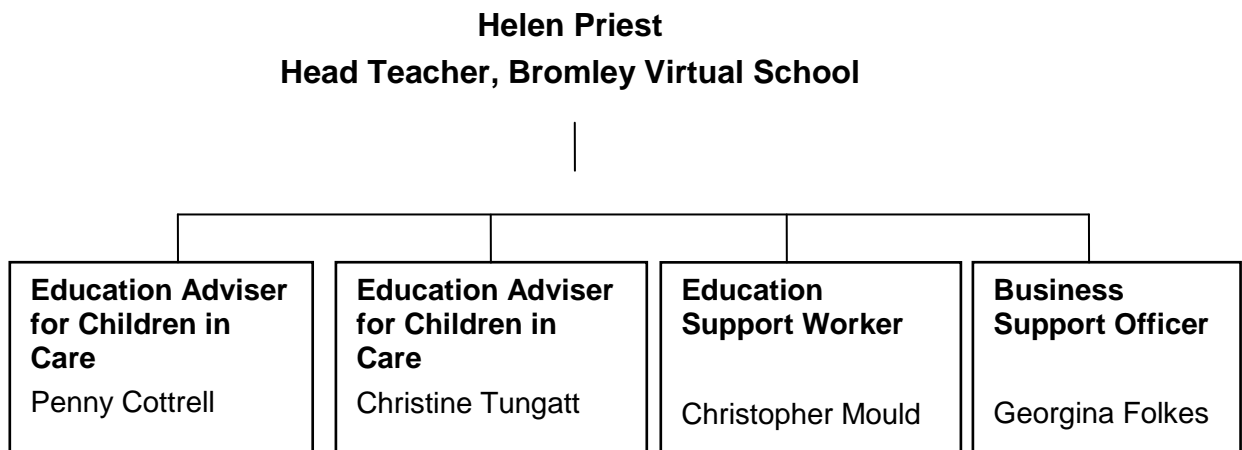 Helen Priest
Head Teacher, Bromley Virtual School
Education Adviser
for Children in
Care
Penny Cottrell
Education Adviser
for Children in
Care
Christine Tungatt
Education
Support Worker
Christopher Mould
Business
Support Officer
Georgina Folkes